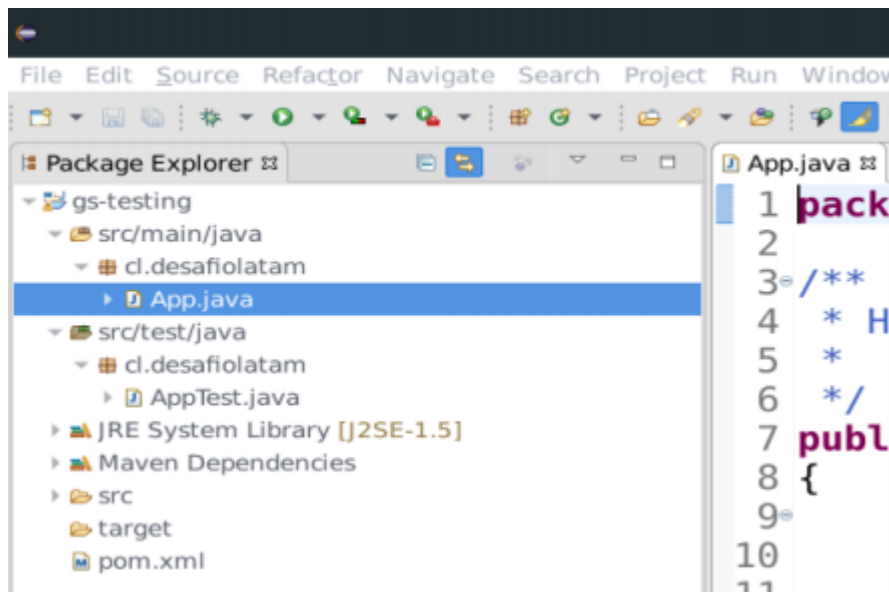 File Edit Source Refactor Navigate Search Project Run Window
Package Explorer
gs-testing
src/main/java
cl.desafiolatam
App.java
src/test/java
cl.desafiolatam
AppTest.java
JRE System Library [J2SE-1.5]
Maven Dependencies
src
target
pom.xml
App.java
1 pack
2
3 /**
4 * H
5 *
6 */
7 publ
8 {
9
10
11